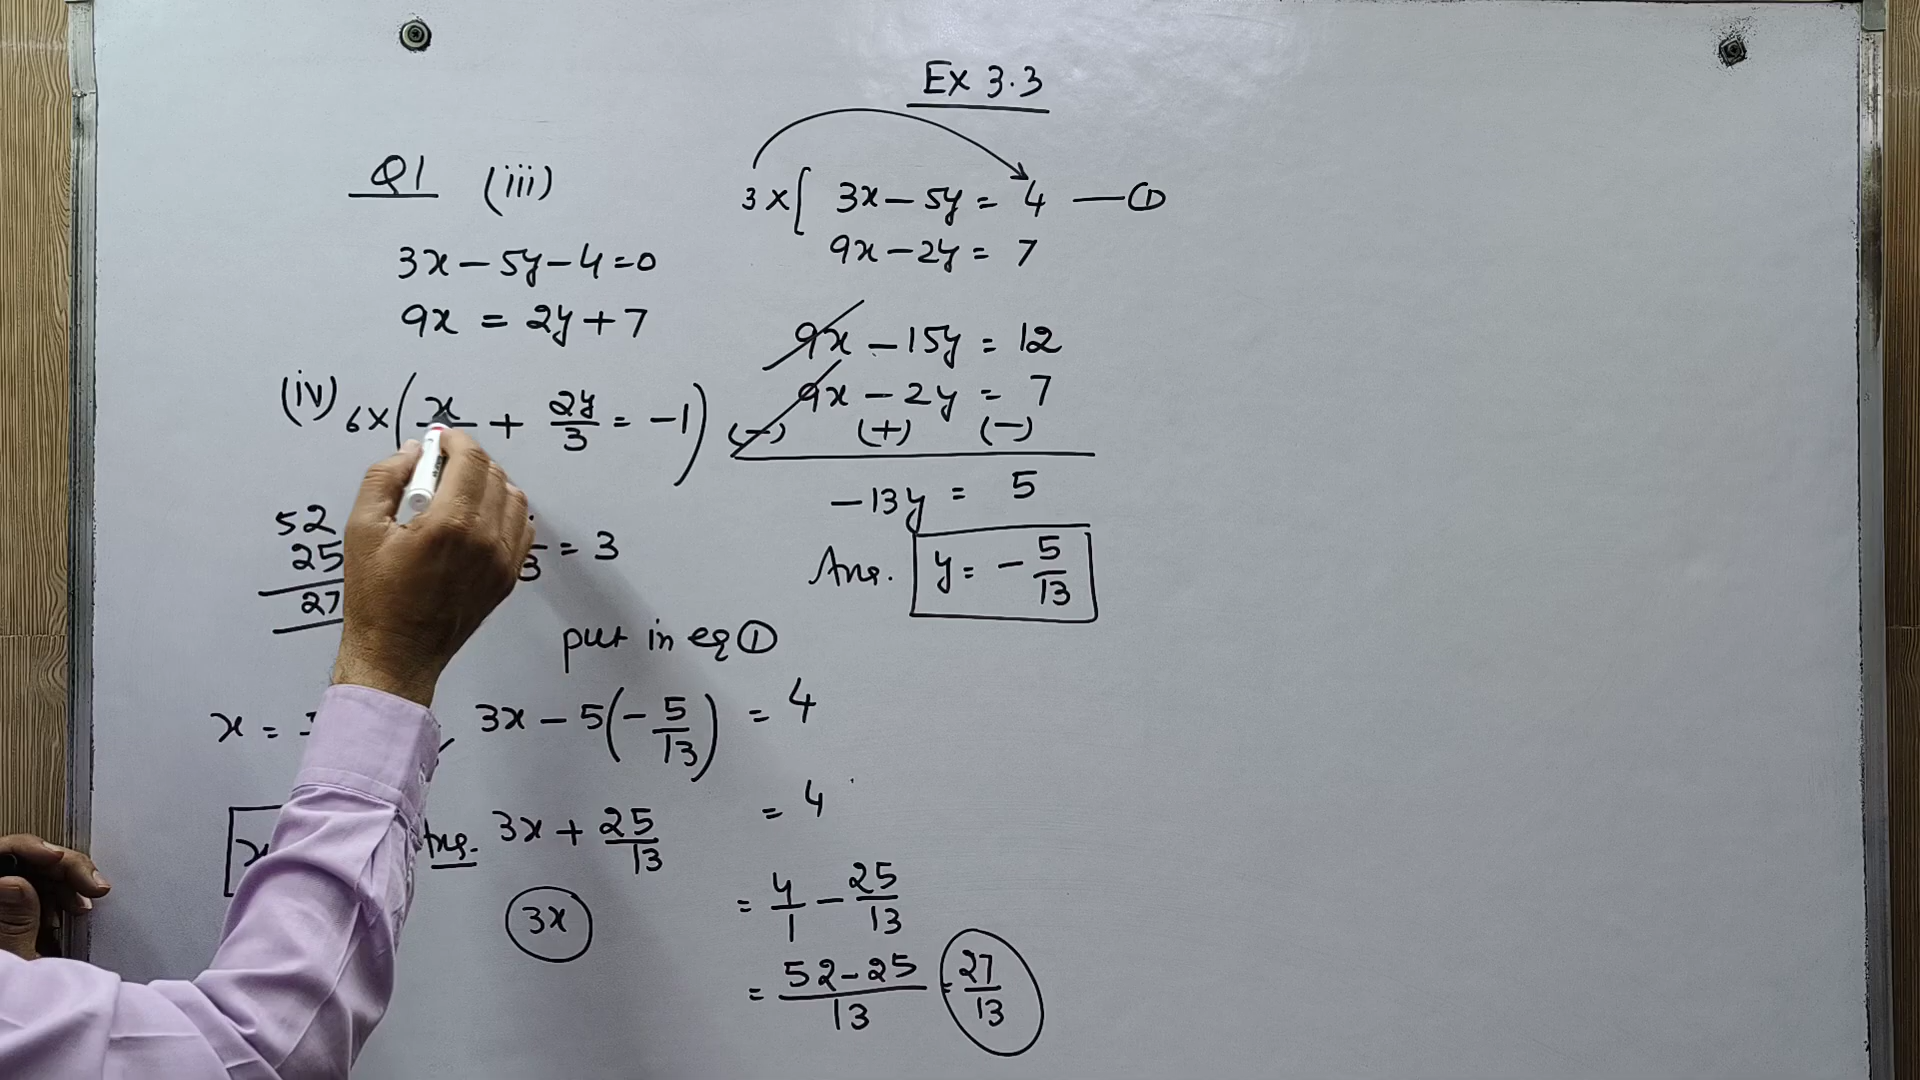 Ex 3.3
Q1 (iii)
3x - 5y - 4 = 0
9x = 2y + 7
(iv) 6 × ( x + 2y/3 = -1 )
= 3
52
25
27
3 × [ 3x - 5y = 4 — ①
9x - 2y = 7
9x - 15y = 12
9x - 2y = 7
(-) (+) (-)
-13y = 5
Ans. y = - 5/13
put in eq ①
3x - 5(- 5/13) = 4
3x + 25/13 = 4
3x = 4/1 - 25/13
= 52-25/13 = 27/13
x =
x